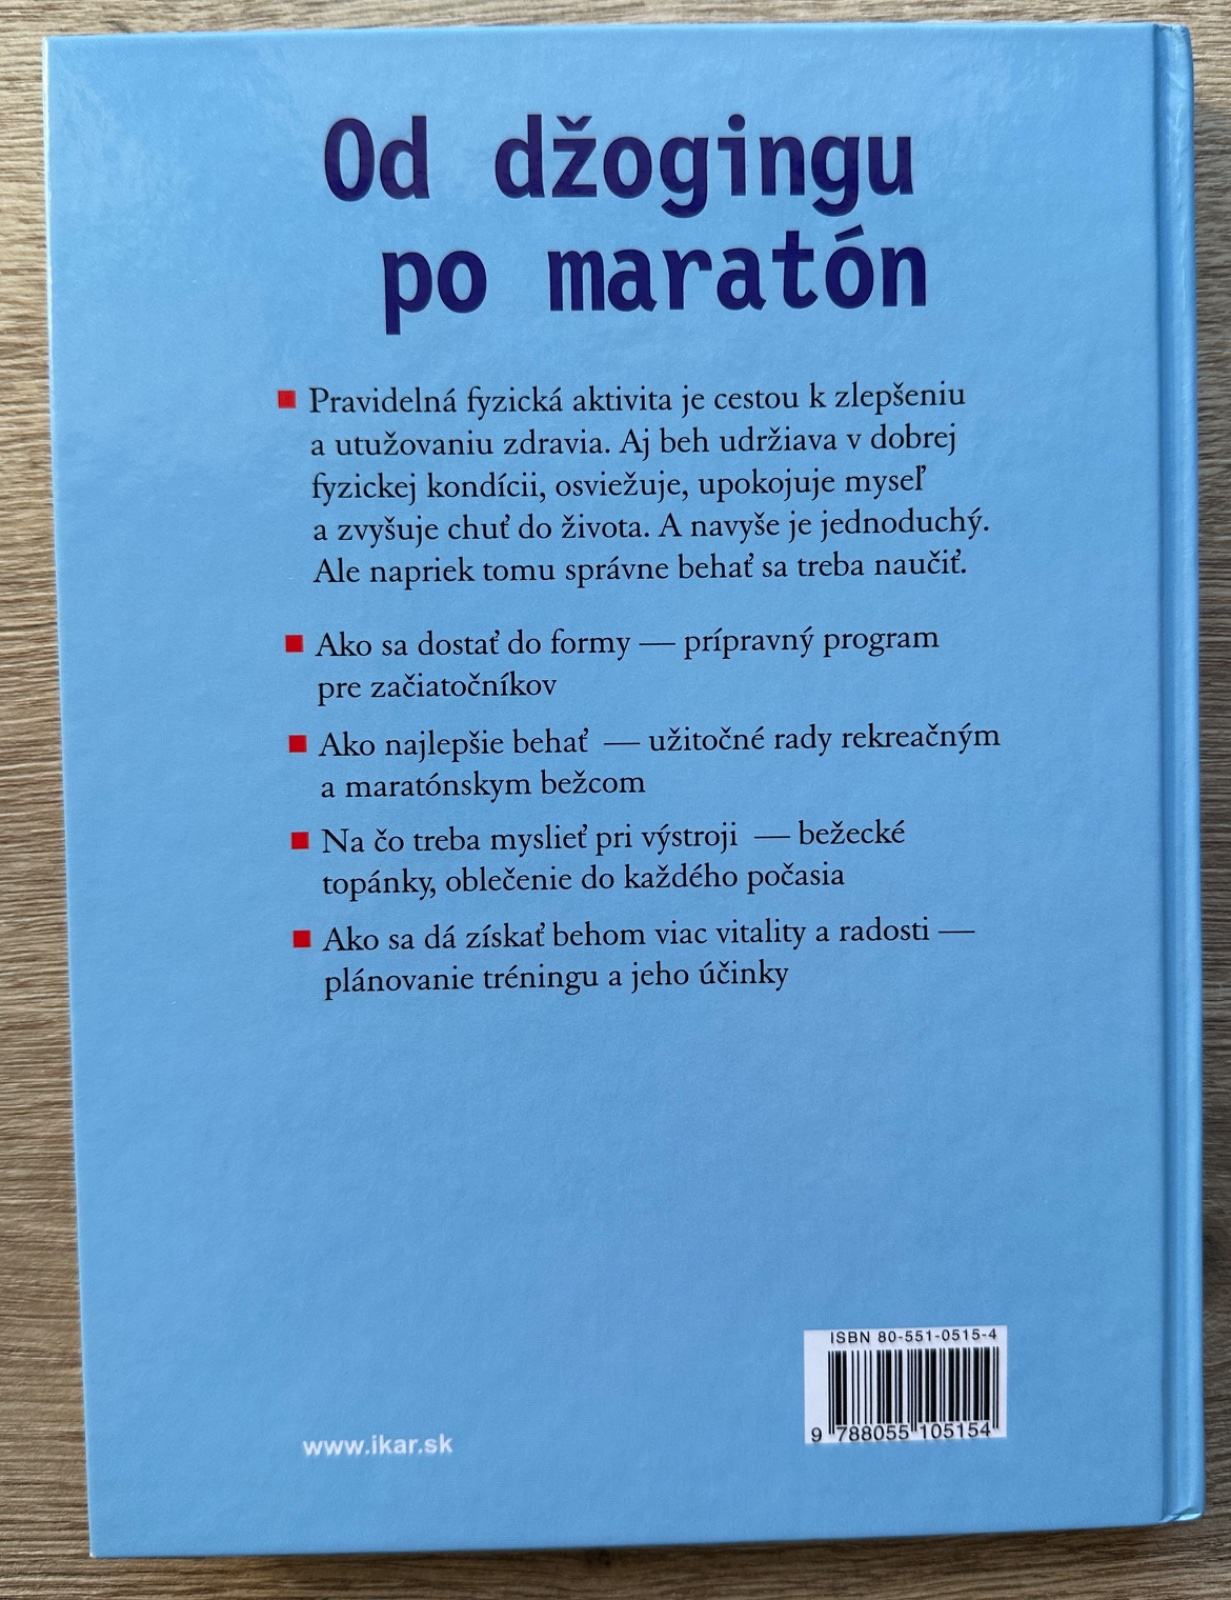 Od džogingu
po maratón
■ Pravidelná fyzická aktivita je cestou k zlepšeniu
a utužovaniu zdravia. Aj beh udržiava v dobrej
fyzickej kondícii, osviežuje, upokojuje myseľ
a zvyšuje chuť do života. A navyše je jednoduchý.
Ale napriek tomu správne behať sa treba naučiť.
■ Ako sa dostať do formy — prípravný program
pre začiatočníkov
■ Ako najlepšie behať — užitočné rady rekreačným
a maratónskym bežcom
■ Na čo treba myslieť pri výstroji — bežecké
topánky, oblečenie do každého počasia
■ Ako sa dá získať behom viac vitality a radosti —
plánovanie tréningu a jeho účinky
ISBN 80-551-0515-4
9 788055 105154
www.ikar.sk